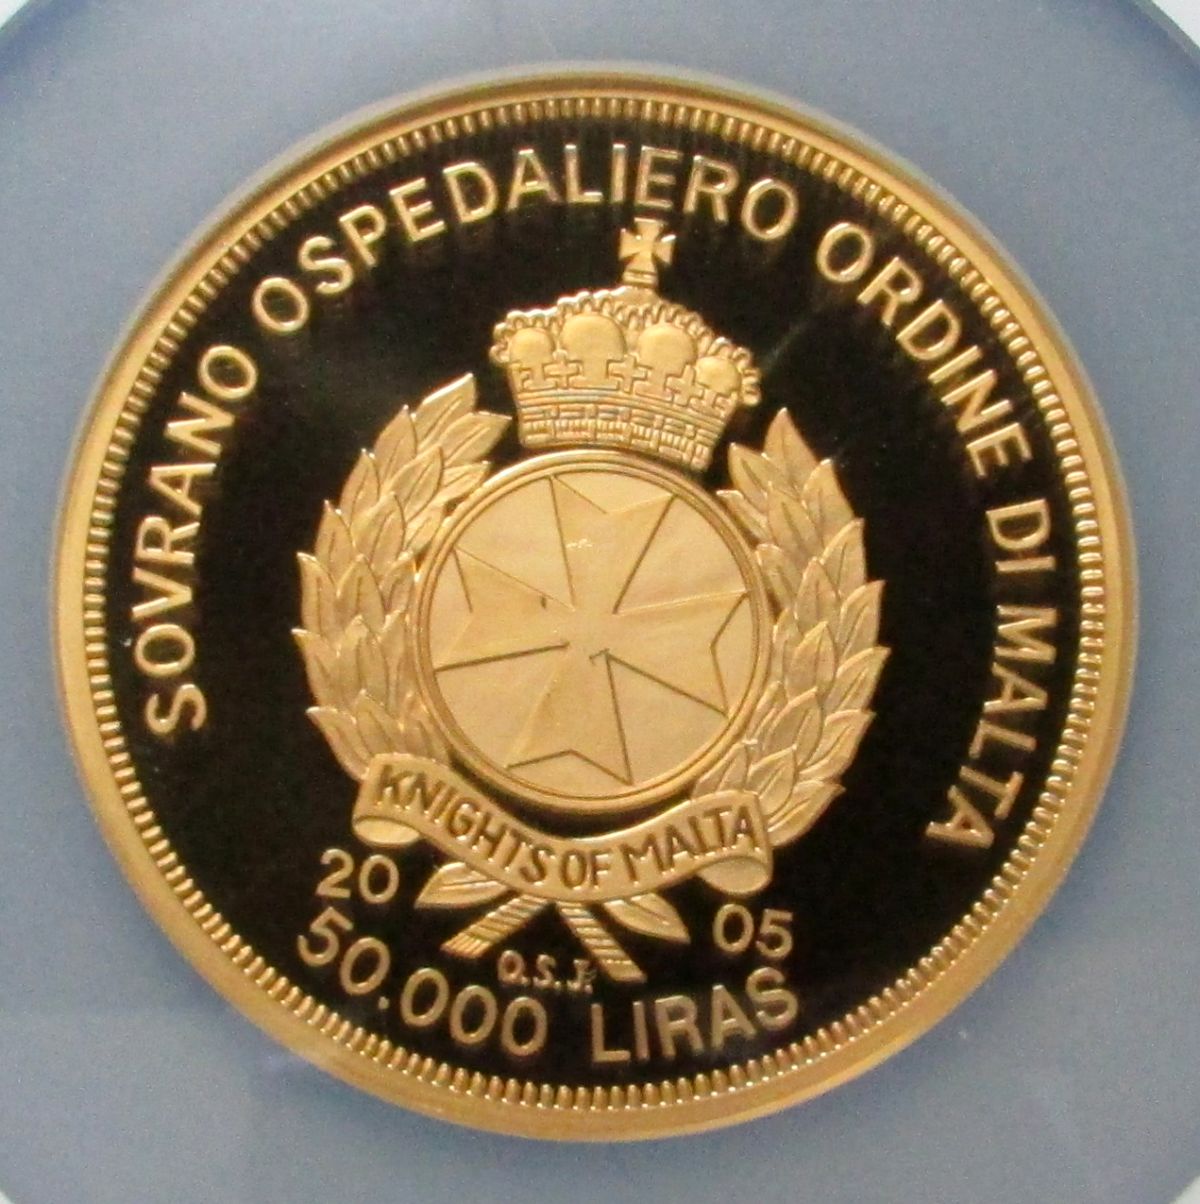 SOVRANO OSPEDALIERO ORDINE DI MALTA
KNIGHTS OF MALTA
20 05
O.S.J.
50.000 LIRAS